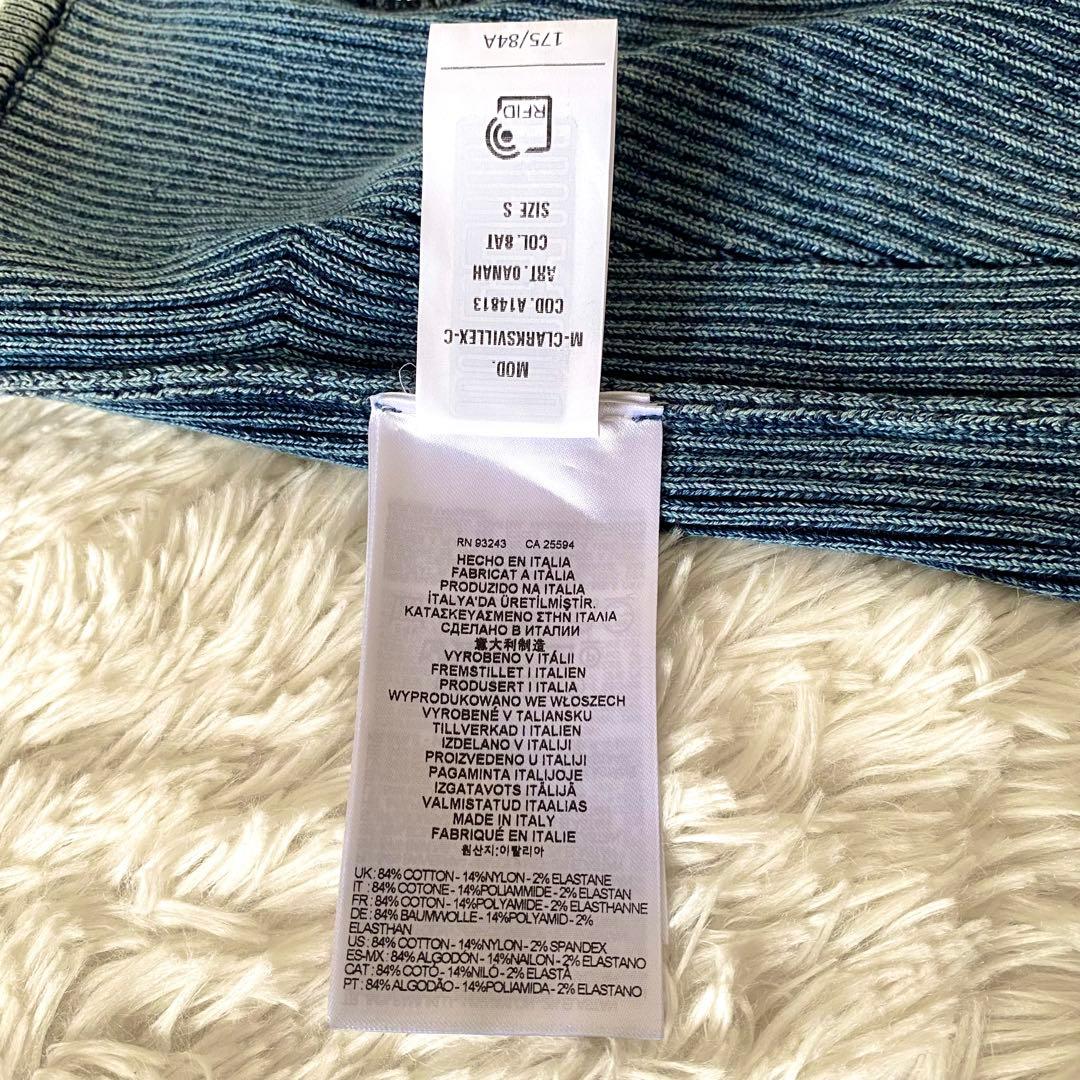 175/84A
RFID
SIZE S
COL. 8AT
ART. 0ANAH
COD. A14813
M-CLARKSVILLEX-C
MOD.
RN 93243 CA 25594
HECHO EN ITALIA
FABRICAT A ITÀLIA
PRODUZIDO NA ITALIA
İTALYA'DA ÜRETİLMİŞTİR.
ΚΑΤΑΣΚΕΥΑΣΜΕΝΟ ΣΤΗΝ ΙΤΑΛΙΑ
СДЕЛАНО В ИТАЛИИ
意大利制造
VYROBENO V ITÁLII
FREMSTILLET I ITALIEN
PRODUSERT I ITALIA
WYPRODUKOWANO WE WŁOSZECH
VYROBENÉ V TALIANSKU
TILLVERKAD I ITALIEN
IZDELANO V ITALIJI
PROIZVEDENO U ITALIJI
PAGAMINTA ITALIJOJE
IZGATAVOTS ITĀLIJĀ
VALMISTATUD ITAALIAS
MADE IN ITALY
FABRIQUÉ EN ITALIE
원산지:이탈리아
UK: 84% COTTON - 14%NYLON - 2% ELASTANE
IT : 84% COTONE - 14%POLIAMMIDE - 2% ELASTAN
FR : 84% COTON - 14%POLYAMIDE - 2% ELASTHANNE
DE : 84% BAUMWOLLE - 14%POLYAMID - 2%
ELASTHAN
US : 84% COTTON - 14%NYLON - 2% SPANDEX
ES-MX : 84% ALGODÓN - 14%NAILON - 2% ELASTANO
CAT : 84% COTÓ - 14%NILÓ - 2% ELASTÀ
PT : 84% ALGODÃO - 14%POLIAMIDA - 2% ELASTANO